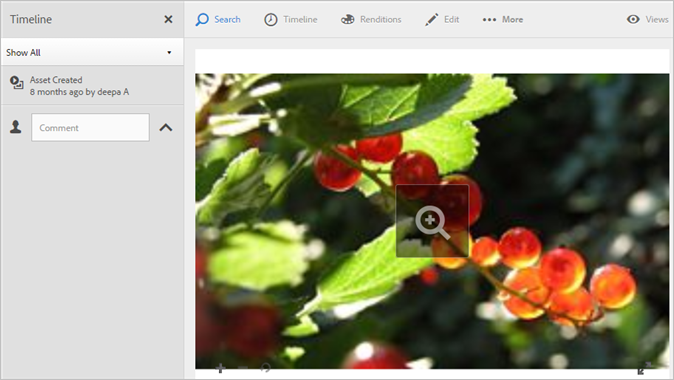 Timeline
Search
Timeline
Renditions
Edit
More
Views
Show All
Asset Created
8 months ago by deepa A
Comment